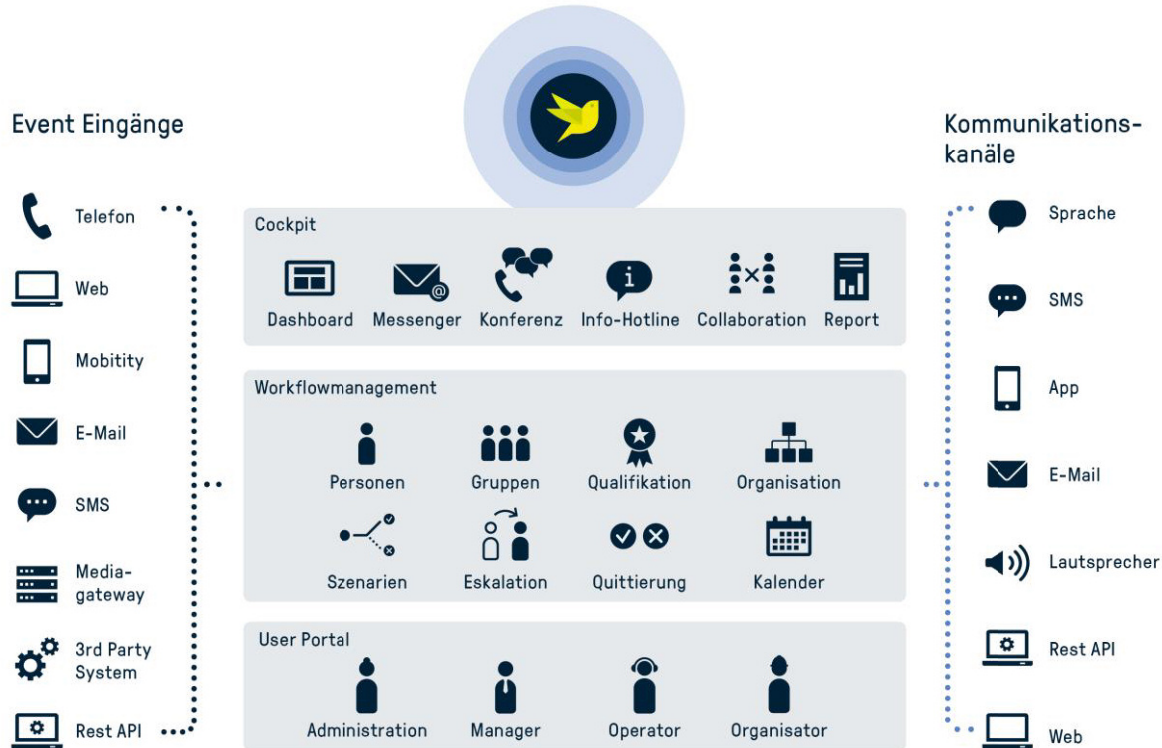 Event Eingänge
Telefon
Web
Mobitity
E-Mail
SMS
Media-
gateway
3rd Party
System
Rest API
Cockpit
Dashboard Messenger Konferenz Info-Hotline Collaboration Report
Workflowmanagement
Personen Gruppen Qualifikation Organisation
Szenarien Eskalation Quittierung Kalender
User Portal
Administration Manager Operator Organisator
Kommunikations-
kanäle
Sprache
SMS
App
E-Mail
Lautsprecher
Rest API
Web